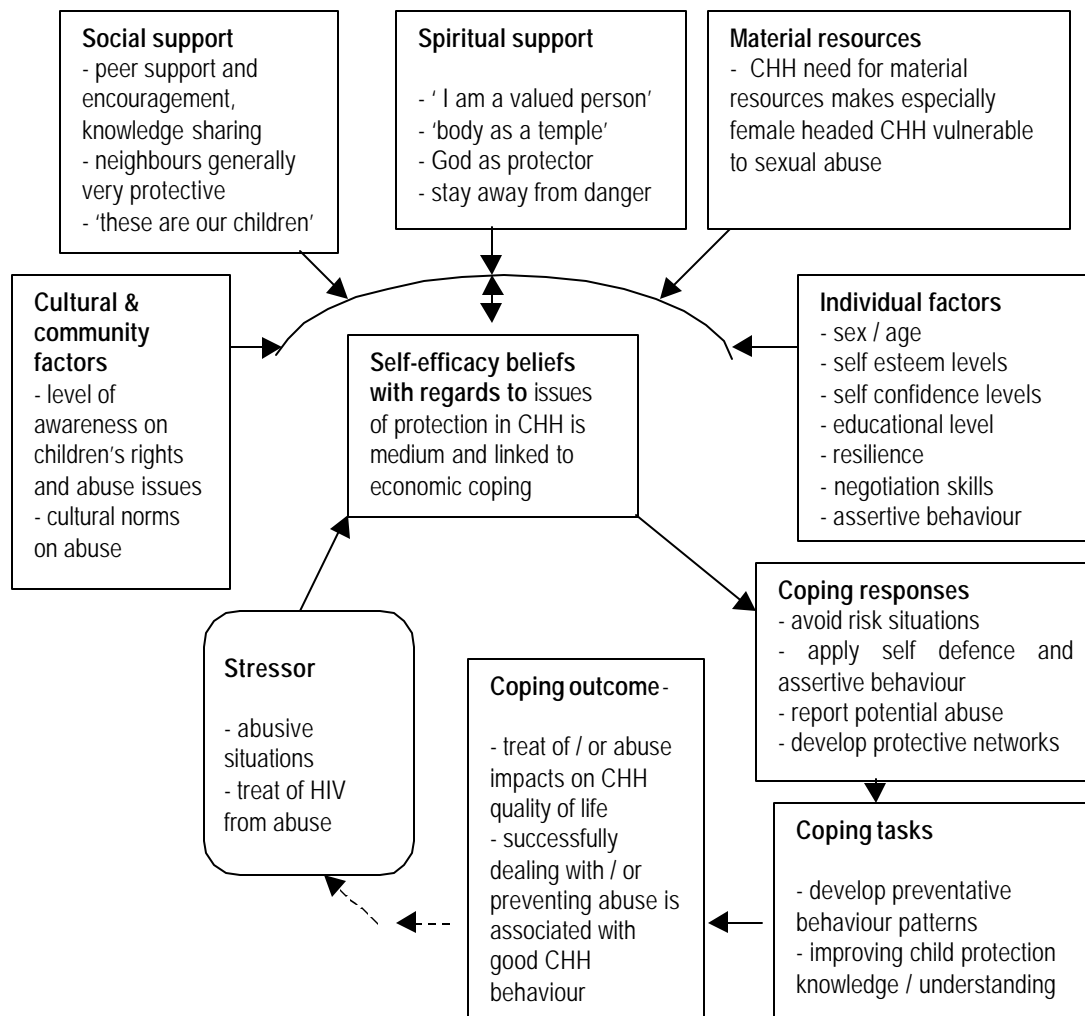 Social support
- peer support and
encouragement,
knowledge sharing
- neighbours generally
very protective
- ‘these are our children’
Spiritual support
- ‘ I am a valued person’
- ‘body as a temple’
- God as protector
- stay away from danger
Material resources
- CHH need for material
resources makes especially
female headed CHH vulnerable
to sexual abuse
Cultural &
community
factors
- level of
awareness on
children’s rights
and abuse issues
- cultural norms
on abuse
Self-efficacy beliefs
with regards to issues
of protection in CHH is
medium and linked to
economic coping
Individual factors
- sex / age
- self esteem levels
- self confidence levels
- educational level
- resilience
- negotiation skills
- assertive behaviour
Stressor
- abusive
situations
- treat of HIV
from abuse
Coping outcome -
- treat of / or abuse
impacts on CHH
quality of life
- successfully
dealing with / or
preventing abuse is
associated with
good CHH
behaviour
Coping responses
- avoid risk situations
- apply self defence and
assertive behaviour
- report potential abuse
- develop protective networks
Coping tasks
- develop preventative
behaviour patterns
- improving child protection
knowledge / understanding